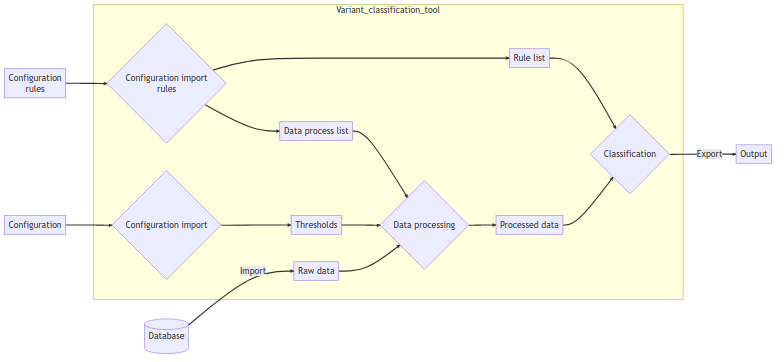 Variant_classification_tool
Configuration
rules
Configuration import
rules
Rule list
Data process list
Classification
Export
Output
Configuration
Configuration import
Thresholds
Data processing
Processed data
Import
Raw data
Database